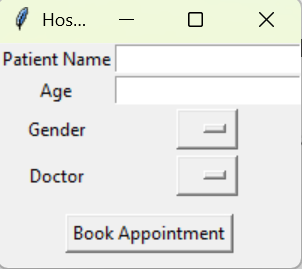 Hos...
Patient Name
Age
Gender
Doctor
Book Appointment